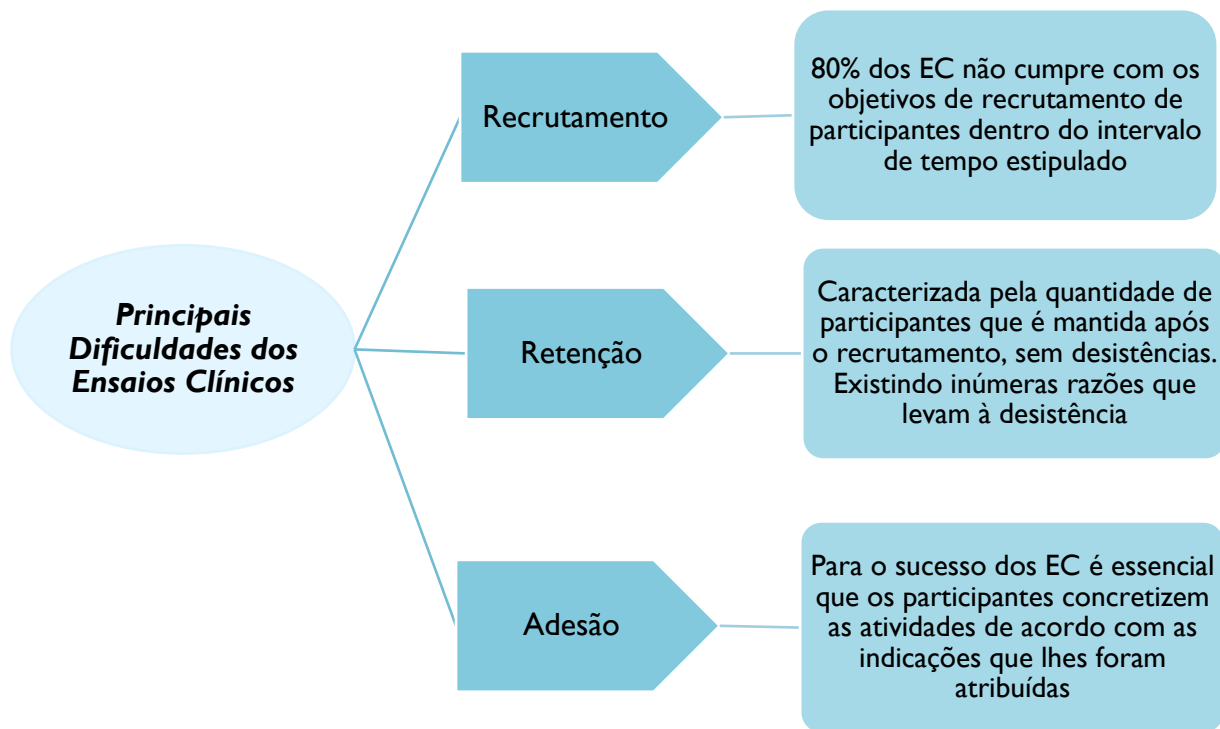 Principais
Dificuldades dos
Ensaios Clínicos
Recrutamento
80% dos EC não cumpre com os
objetivos de recrutamento de
participantes dentro do intervalo
de tempo estipulado
Retenção
Caracterizada pela quantidade de
participantes que é mantida após
o recrutamento, sem desistências.
Existindo inúmeras razões que
levam à desistência
Adesão
Para o sucesso dos EC é essencial
que os participantes concretizem
as atividades de acordo com as
indicações que lhes foram
atribuídas